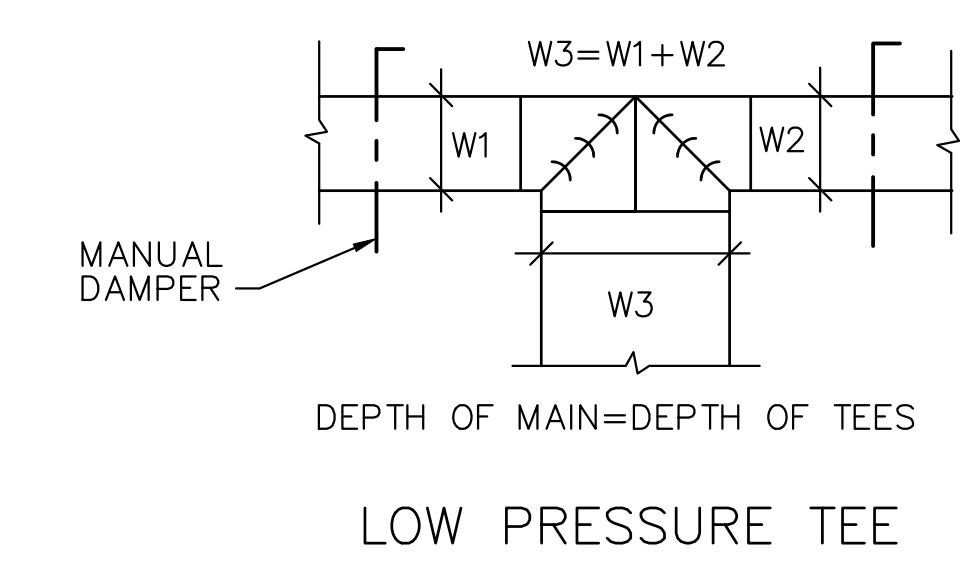 W3=W1+W2
W1
W2
MANUAL
DAMPER
W3
DEPTH OF MAIN=DEPTH OF TEES
LOW PRESSURE TEE